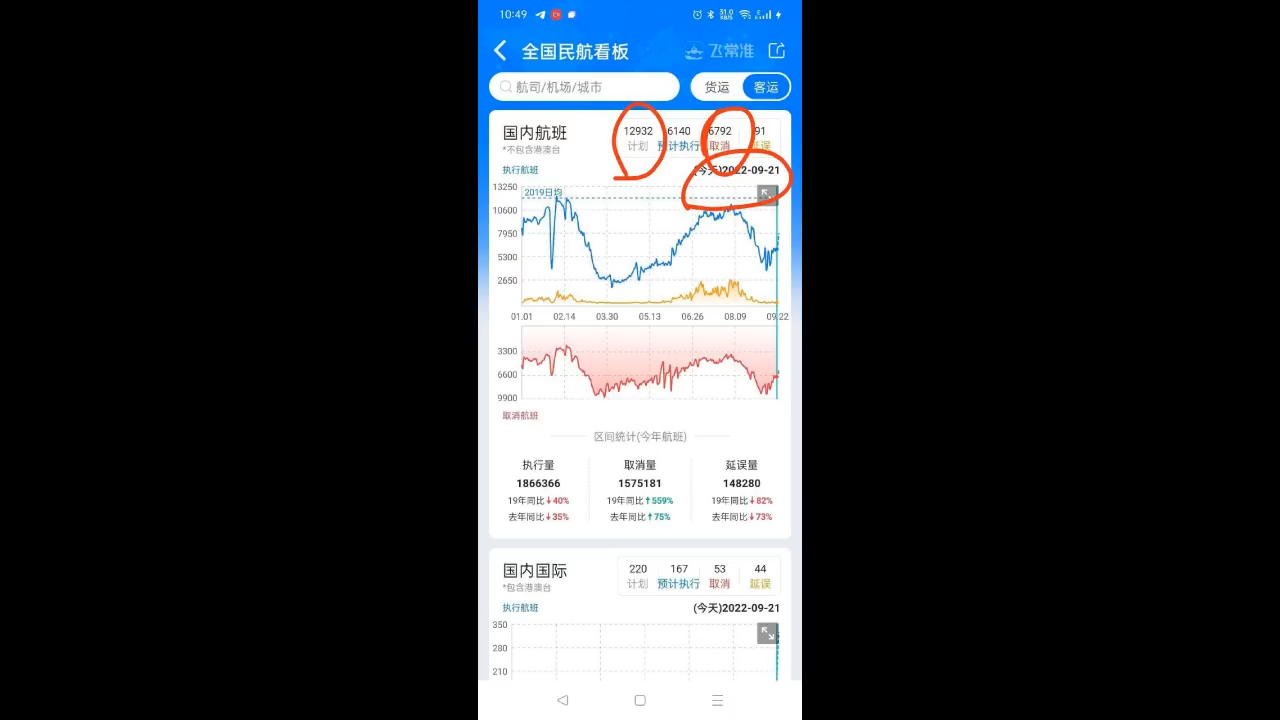 10:49 31.0 KB/S
全国民航看板 飞常准
航司/机场/城市 货运 客运
国内航班 12932 6140 6792 91
*不包含港澳台 计划 预计执行 取消 延误
执行航班 (今天)2022-09-21
13250 2019日均
10600
7950
5300
2650
01.01 02.14 03.30 05.13 06.26 08.09 09.22
3300
6600
9900
取消航班
区间统计(今年航班)
执行量 取消量 延误量
1866366 1575181 148280
19年同比↓40% 19年同比↑559% 19年同比↓82%
去年同比↓35% 去年同比↑75% 去年同比↓73%
国内国际 220 167 53 44
*包含港澳台 计划 预计执行 取消 延误
执行航班 (今天)2022-09-21
350
280
210